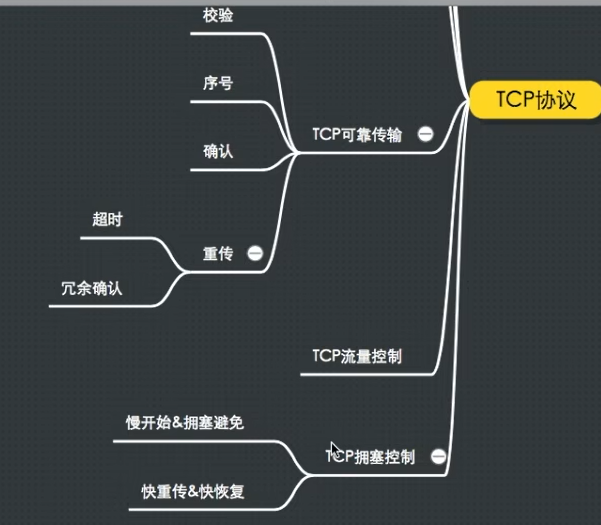 校验
序号
TCP协议
TCP可靠传输
确认
超时
重传
冗余确认
TCP流量控制
慢开始&拥塞避免
TCP拥塞控制
快重传&快恢复